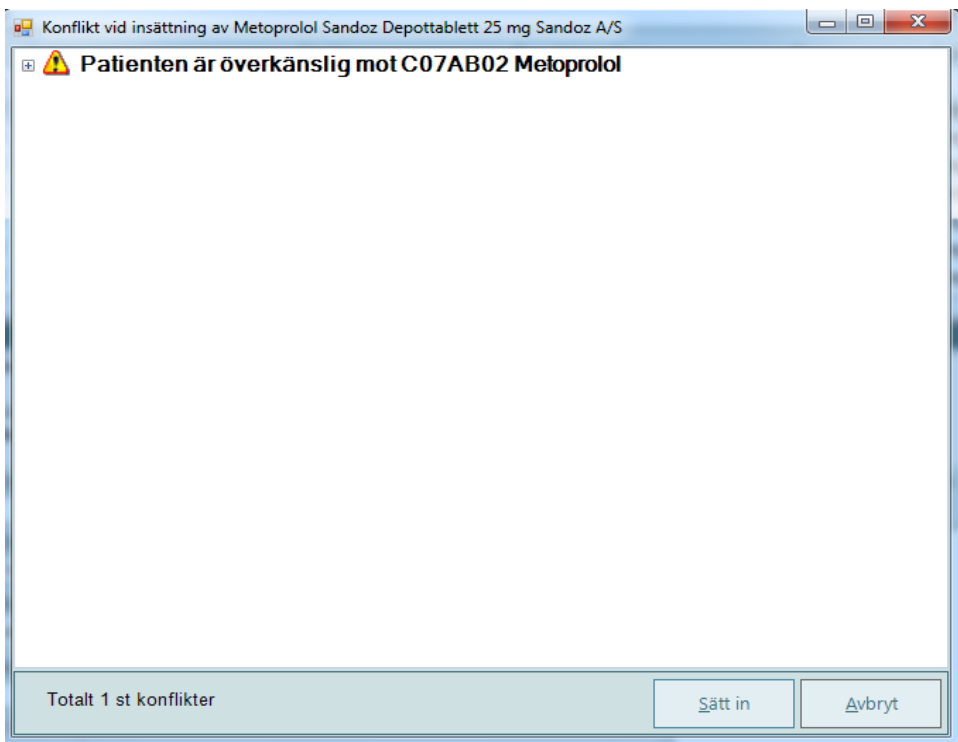 Konflikt vid insättning av Metoprolol Sandoz Depottablett 25 mg Sandoz A/S
Patienten är överkänslig mot C07AB02 Metoprolol
Totalt 1 st konflikter
Sätt in
Avbryt